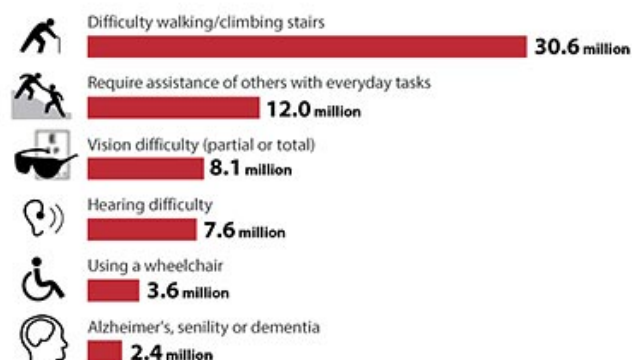 Difficulty walking/climbing stairs
30.6 million
Require assistance of others with everyday tasks
12.0 million
Vision difficulty (partial or total)
8.1 million
Hearing difficulty
7.6 million
Using a wheelchair
3.6 million
Alzheimer's, senility or dementia
2.4 million